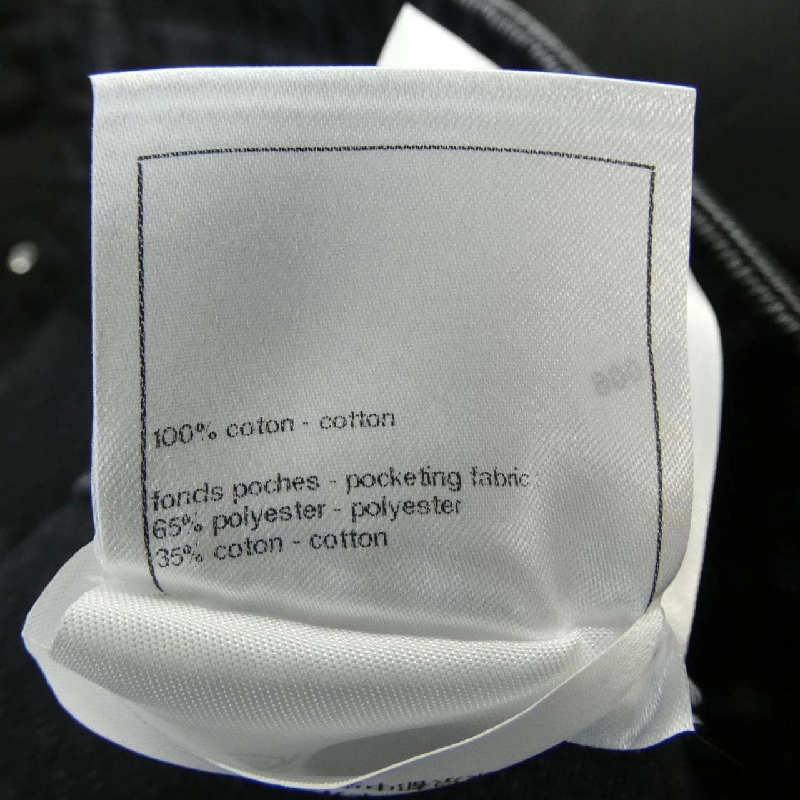 100% coton - cotton
fonds poches - pocketing fabric:
65% polyester - polyester
35% coton - cotton